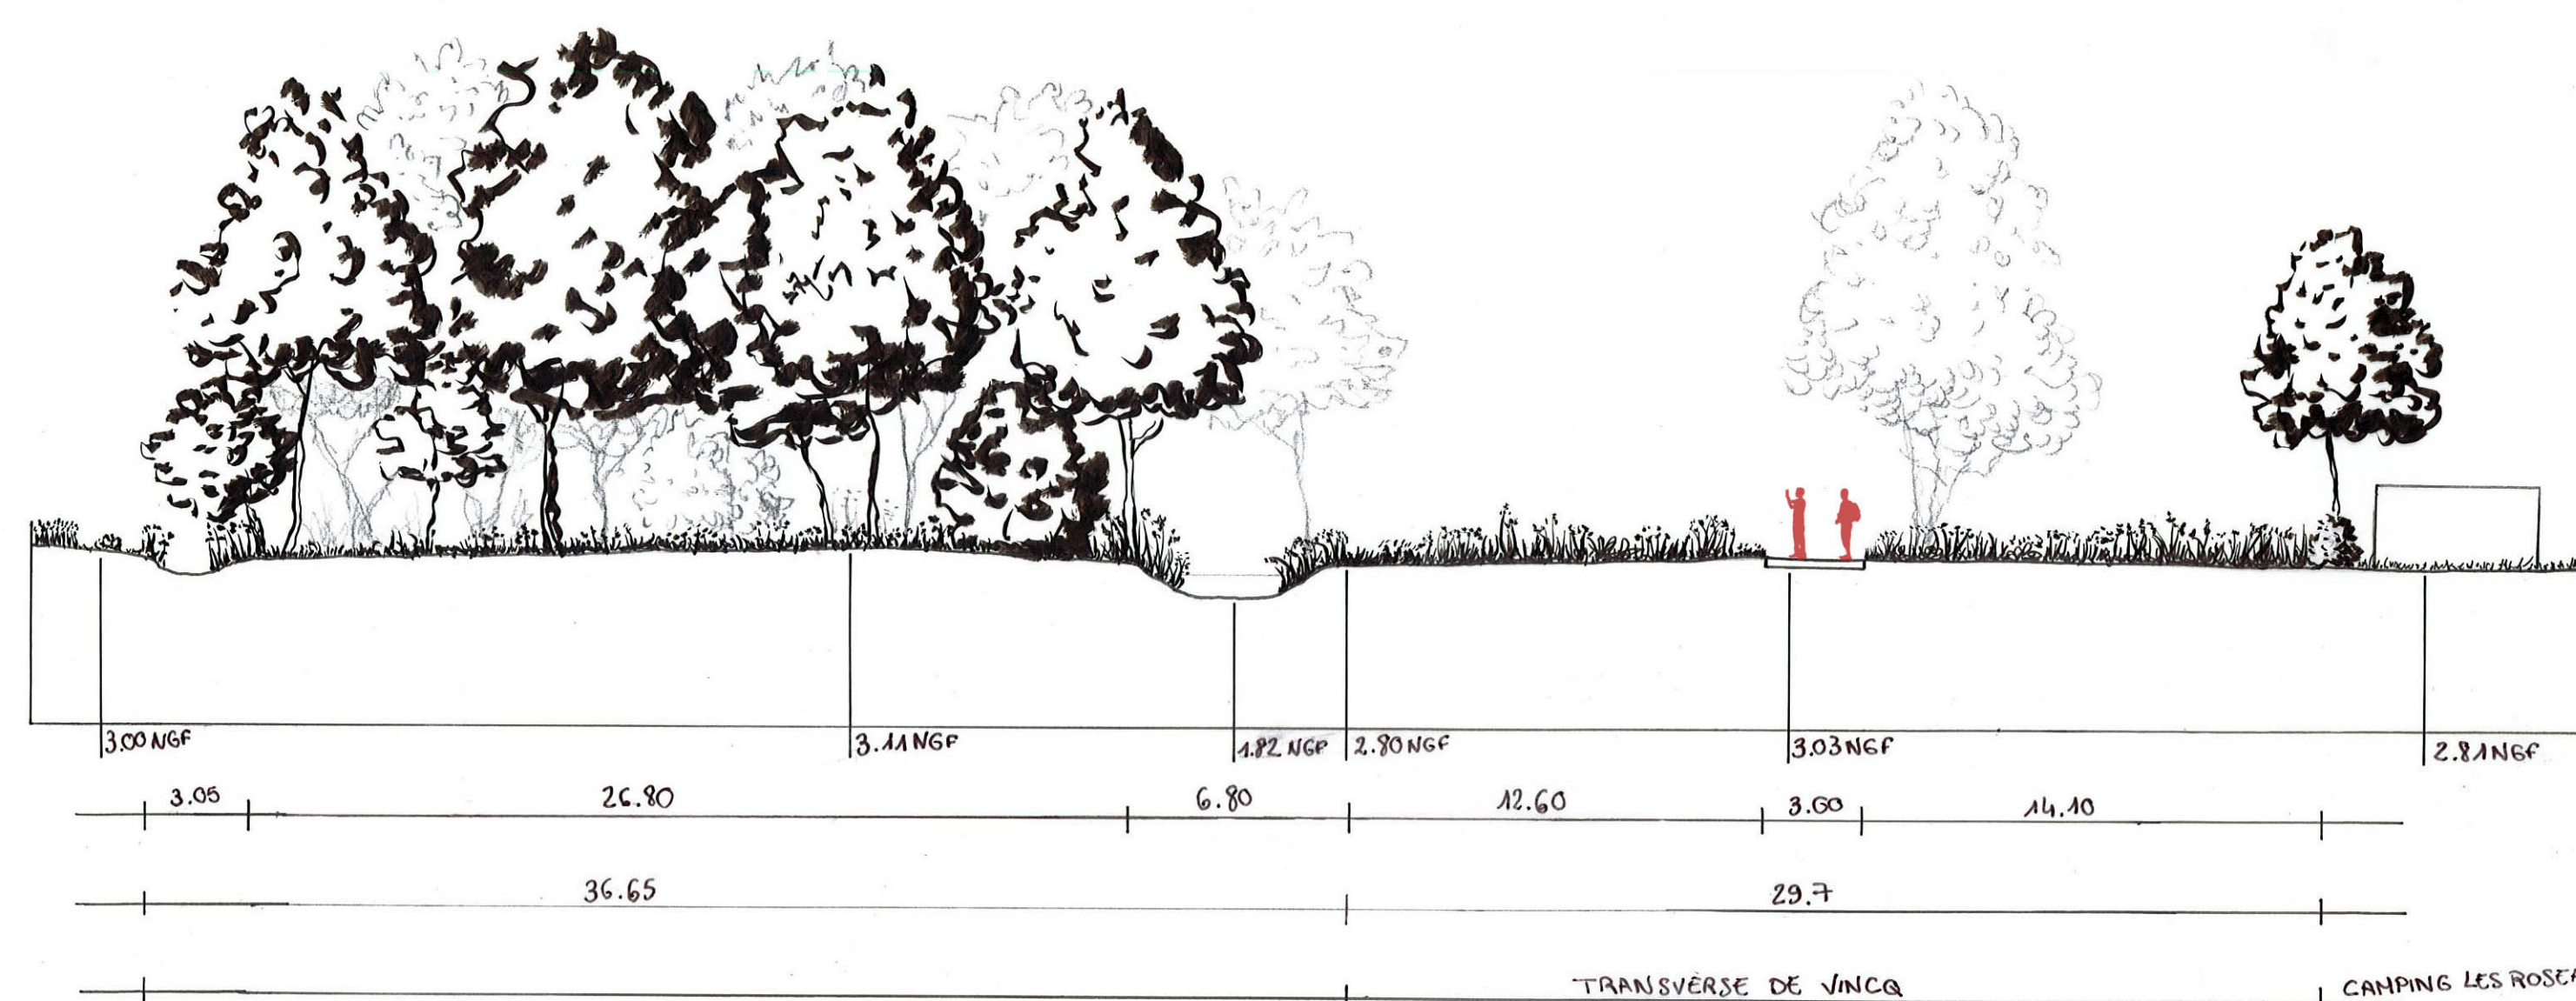 3.00 NGF 3.11 NGF 1.82 NGF 2.80 NGF 3.03 NGF 2.81 NGF
3.05 26.80 6.80 12.60 3.00 14.10
36.65 29.7
TRANSVERSE DE VINCQ CAMPING LES